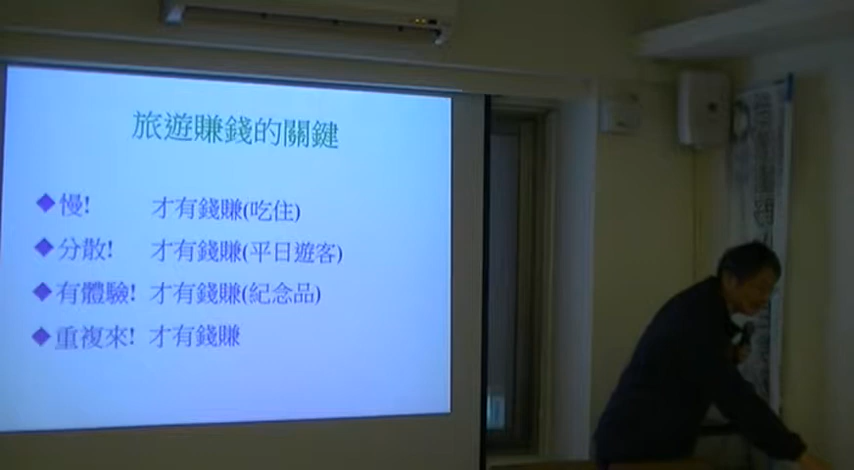 旅遊賺錢的關鍵
◆慢! 才有錢賺(吃住)
◆分散! 才有錢賺(平日遊客)
◆有體驗! 才有錢賺(紀念品)
◆重複來! 才有錢賺